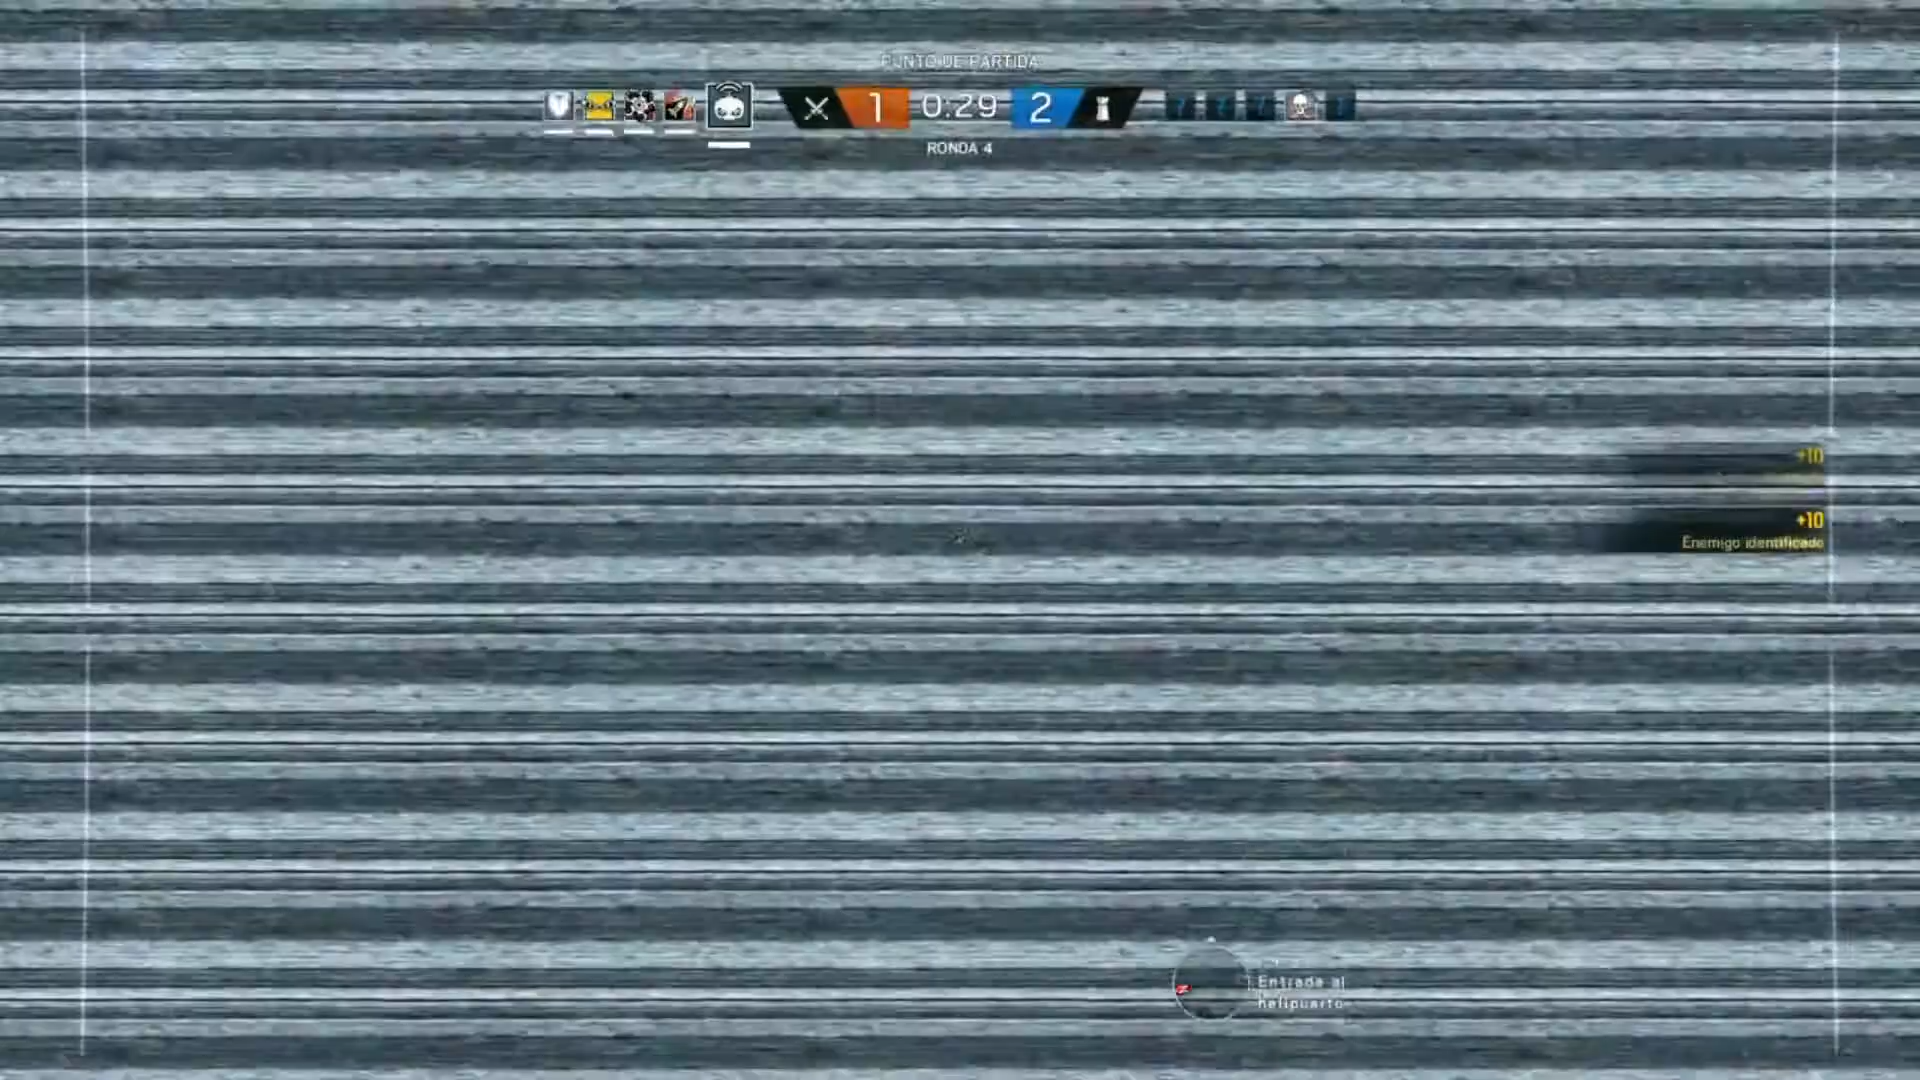 PUNTO DE PARTIDA
1 0:29 2
RONDA 4
+10
+10
Enemigo identificado
Entrada al
helipuerto